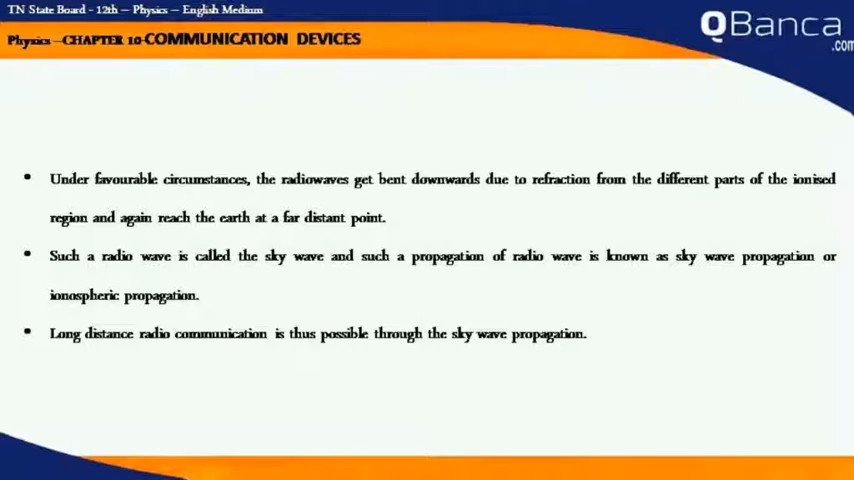 TN State Board - 12th – Physics – English Medium
Physics –CHAPTER 10-COMMUNICATION DEVICES
QBanca
.com
• Under favourable circumstances, the radiowaves get bent downwards due to refraction from the different parts of the ionised
region and again reach the earth at a far distant point.
• Such a radio wave is called the sky wave and such a propagation of radio wave is known as sky wave propagation or
ionospheric propagation.
• Long distance radio communication is thus possible through the sky wave propagation.